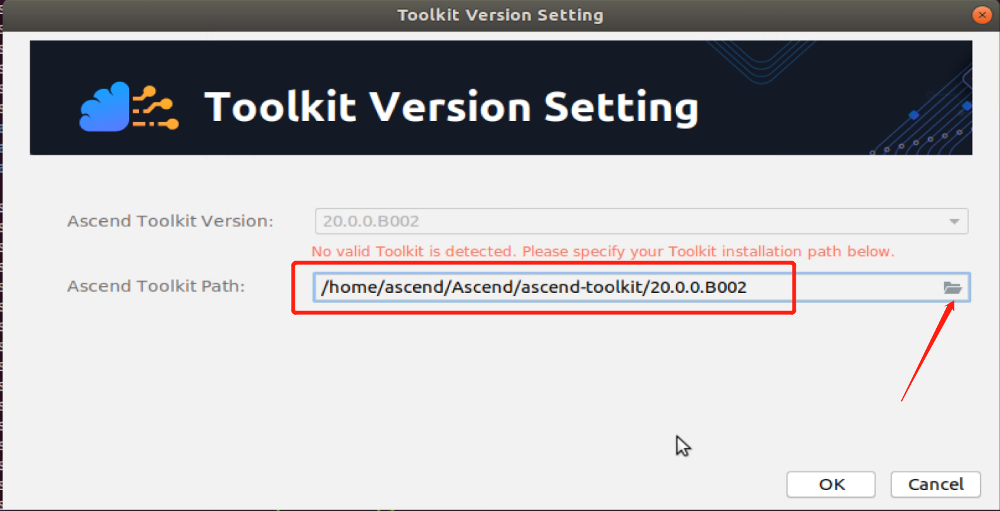 Toolkit Version Setting
Toolkit Version Setting
Ascend Toolkit Version:
20.0.0.B002
No valid Toolkit is detected. Please specify your Toolkit installation path below.
Ascend Toolkit Path:
/home/ascend/Ascend/ascend-toolkit/20.0.0.B002
OK
Cancel